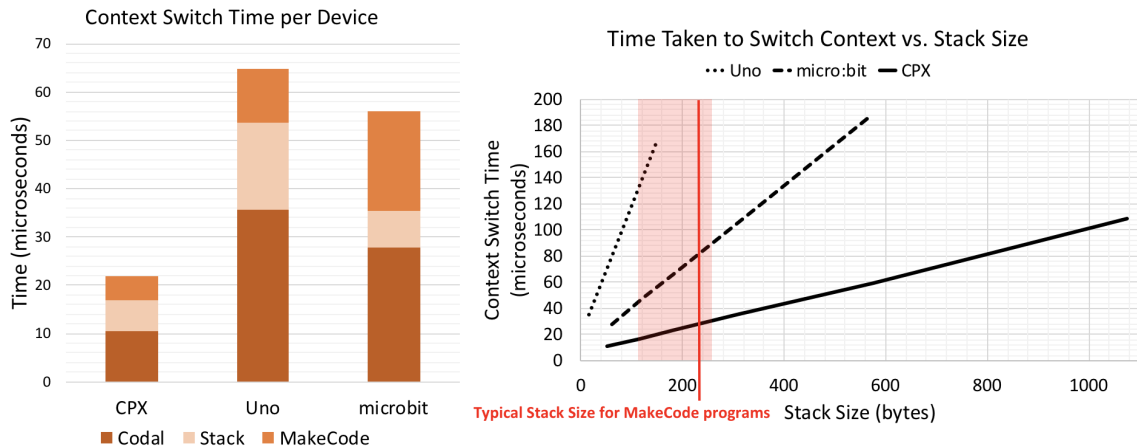 Context Switch Time per Device
Time (microseconds)
70
60
50
40
30
20
10
0
CPX Uno microbit
Codal Stack MakeCode
Time Taken to Switch Context vs. Stack Size
Uno micro:bit CPX
Context Switch Time
(microseconds)
200
180
160
140
120
100
80
60
40
20
0
0 200 400 600 800 1000
Typical Stack Size for MakeCode programs
Stack Size (bytes)